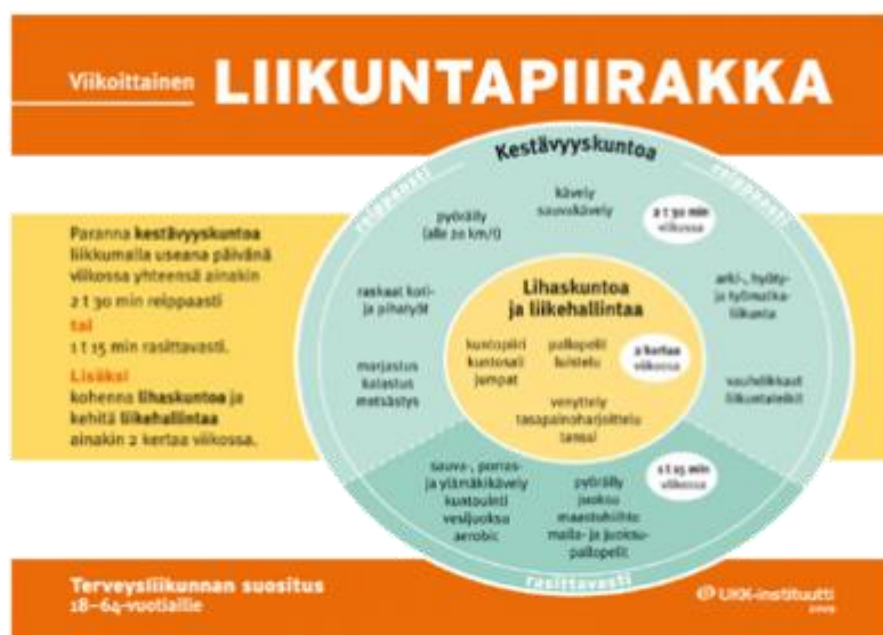 Viikoittainen LIIKUNTAPIIRAKKA
Paranna kestävyyskuntoa
liikkumalla useana päivänä
viikossa yhteensä ainakin
2 t 30 min reippaasti
tai
1 t 15 min rasittavasti.
Lisäksi
kohenna lihaskuntoa ja
kehitä liikehallintaa
ainakin 2 kertaa viikossa.
Kestävyyskuntoa
reippaasti
reippaasti
kävely
sauvakävely
2 t 30 min
viikossa
pyöräily
(alle 20 km/t)
raskaat koti-
ja pihatyöt
arki-, hyöty-
ja työmatka-
liikunta
marjastus
kalastus
metsästys
vauhdikkaat
liikuntaleikit
Lihaskuntoa
ja liikehallintaa
kuntopiiri
kuntosali
jumpat
pallopelit
luistelu
2 kertaa
viikossa
venyttely
tasapainoharjoittelu
tanssi
sauva-, porras-
ja ylämäkikävely
kuntouinti
vesijuoksu
aerobic
pyöräily
juoksu
maastohiihto
maila- ja juoksu-
pallopelit
1 t 15 min
viikossa
rasittavasti
Terveysliikunnan suositus
18–64-vuotiaille
UKK-instituutti
2009